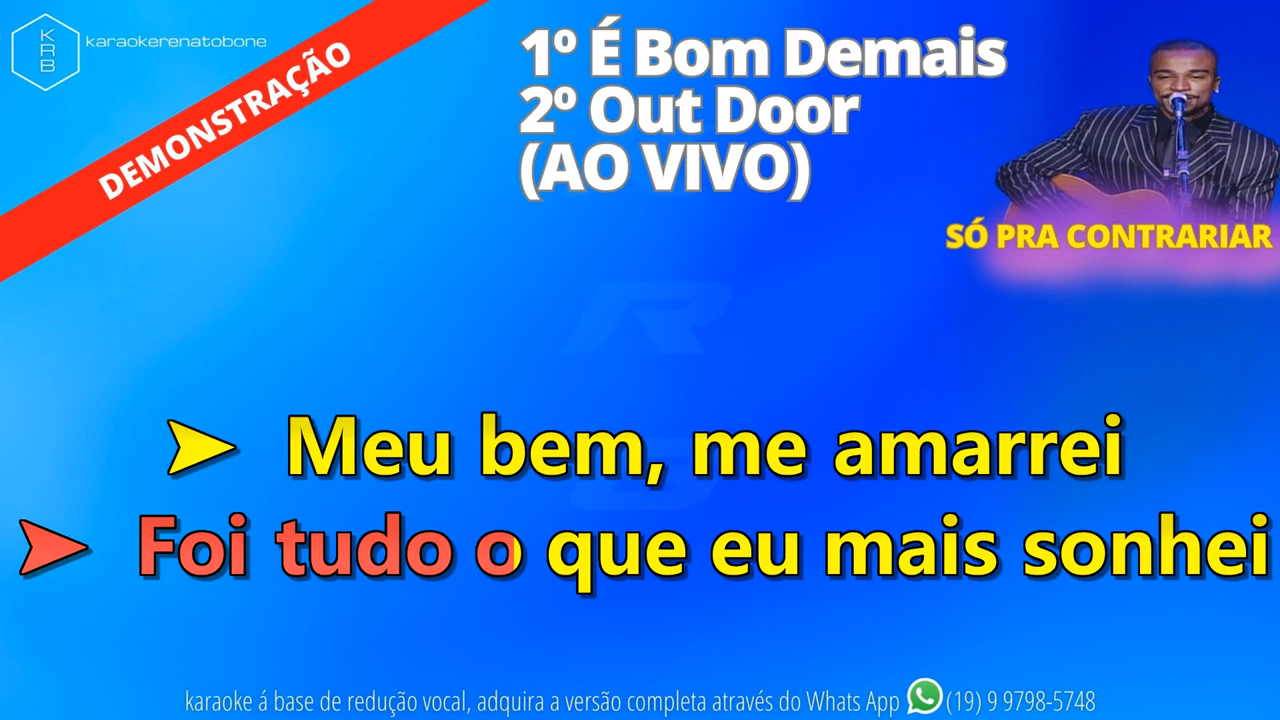 KRB
karaokerenatobone
DEMONSTRAÇÃO
1º É Bom Demais
2º Out Door
(AO VIVO)
SÓ PRA CONTRARIAR
➤ Meu bem, me amarrei
➤ Foi tudo o que eu mais sonhei
karaoke á base de redução vocal, adquira a versão completa através do Whats App (19) 9 9798-5748